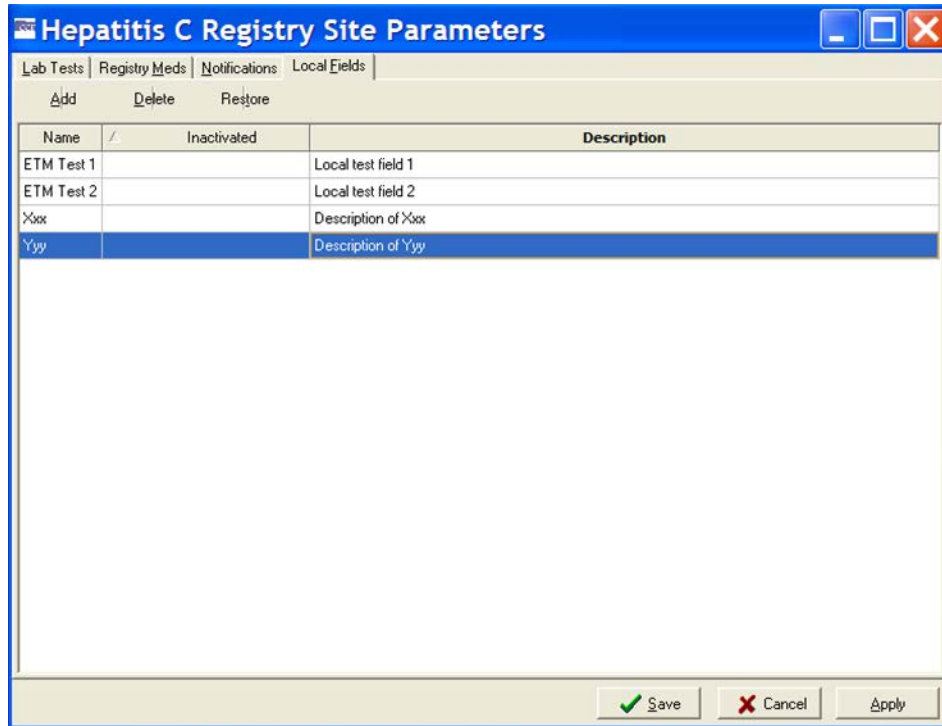 Hepatitis C Registry Site Parameters
Lab Tests Registry Meds Notifications Local Fields
Add Delete Restore
Name Inactivated Description
ETM Test 1 Local test field 1
ETM Test 2 Local test field 2
Xxx Description of Xxx
Yyy Description of Yyy
Save Cancel Apply